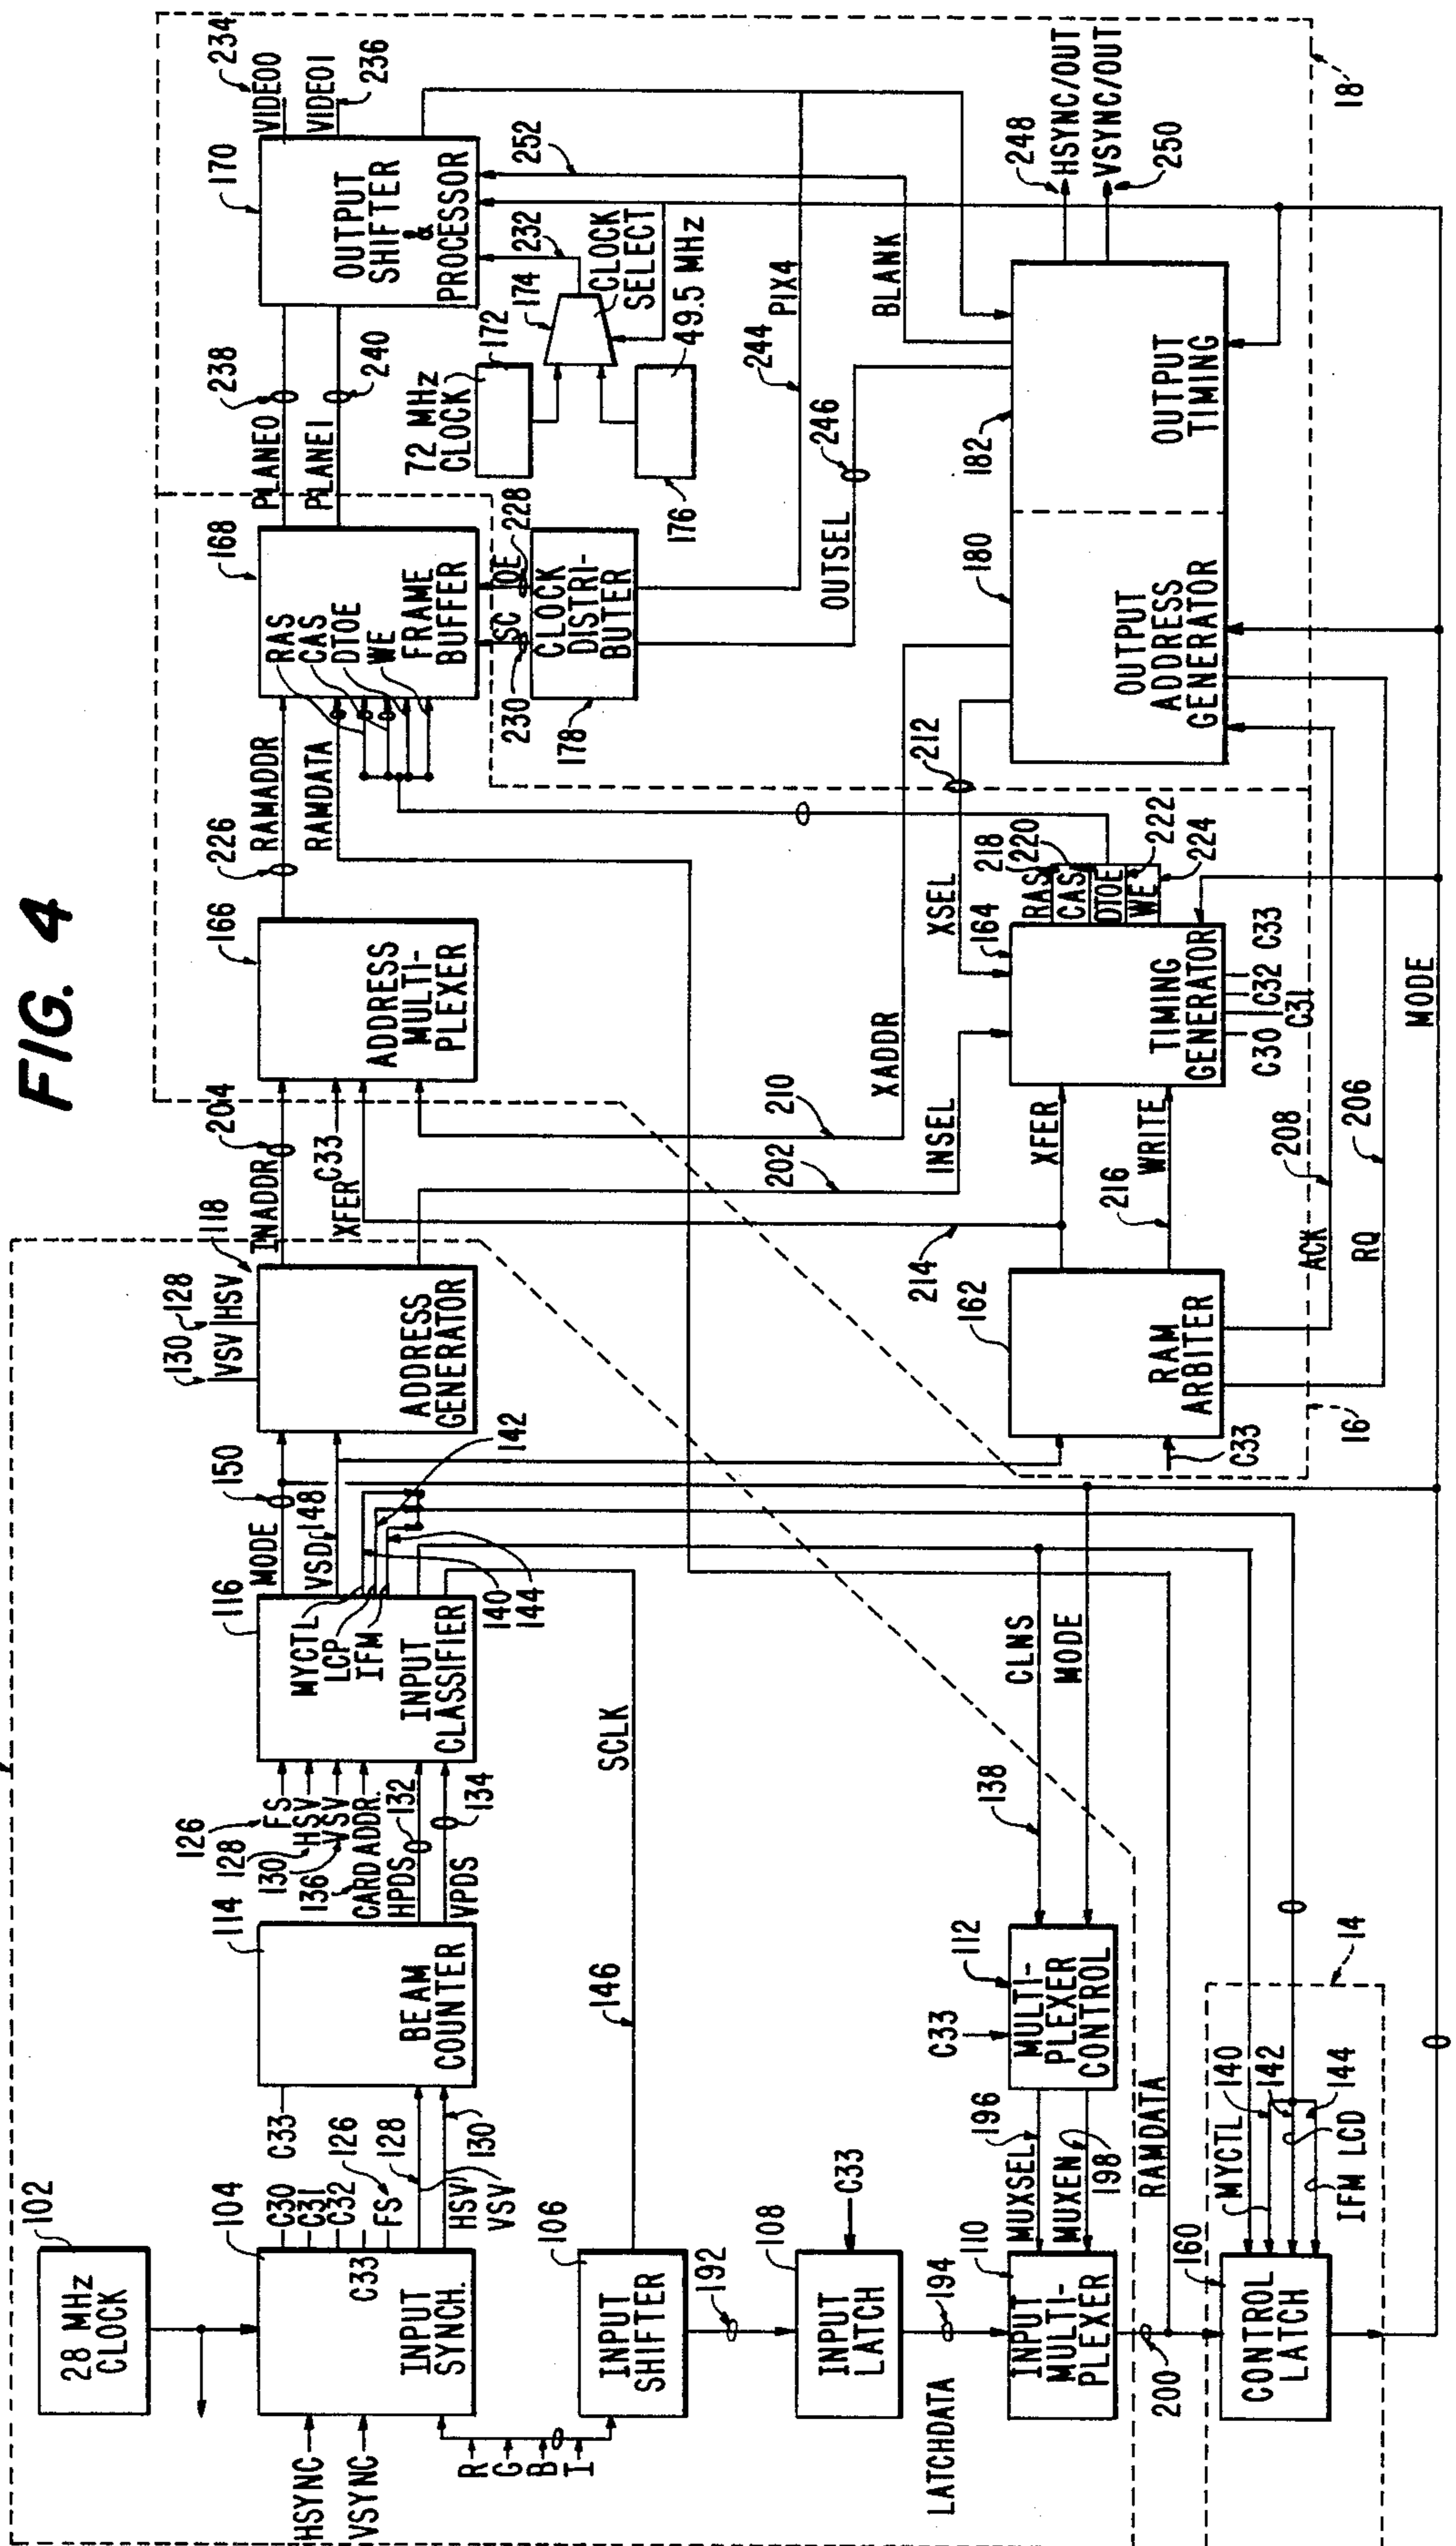 FIG. 4
102
28 MHz
CLOCK
104
HSYNC
VSYNC
INPUT
SYNCH.
C30
C31
C32
C33
FS
126
128
HSV
VSV
130
R
G
B
I
C33
114
BEAM
COUNTER
126
FS
128
HSV
130
VSV
136
CARD ADDR.
HPDS
132
VPDS
134
116
MYCTL
LCP
IFM
INPUT
CLASSIFIER
MODE
150
VSD
148
142
140
144
130
128
VSV
HSV
118
ADDRESS
GENERATOR
INADDR
204
C33
XFER
166
ADDRESS
MULTI-
PLEXER
226
RAMADDR
RAMDATA
168
RAS
CAS
DTOE
WE
FRAME
BUFFER
PLANE0
238
PLANE1
240
170
OUTPUT
SHIFTER
&
PROCESSOR
VIDEO0
234
VIDEO1
236
SC
OE
228
230
CLOCK
DISTRI-
BUTER
178
72 MHz
CLOCK
172
174
232
CLOCK
SELECT
49.5 MHz
176
252
106
INPUT
SHIFTER
146
SCLK
192
108
INPUT
LATCH
C33
194
LATCHDATA
110
INPUT
MULTI-
PLEXER
MUXSEL
196
MUXEN
198
C33
112
MULTI-
PLEXER
CONTROL
138
CLNS
MODE
200
RAMDATA
160
CONTROL
LATCH
MYCTL
140
142
144
IFM
LCD
14
202
210
INSEL
XADDR
XSEL
212
214
162
RAM
ARBITER
C33
XFER
WRITE
216
164
TIMING
GENERATOR
C30
C31
C32
C33
RAS
218
CAS
220
DTOE
222
WE
224
ACK
208
RQ
206
MODE
16
OUTSEL
246
244
PIX4
BLANK
180
182
OUTPUT
ADDRESS
GENERATOR
OUTPUT
TIMING
248
HSYNC/OUT
VSYNC/OUT
250
18